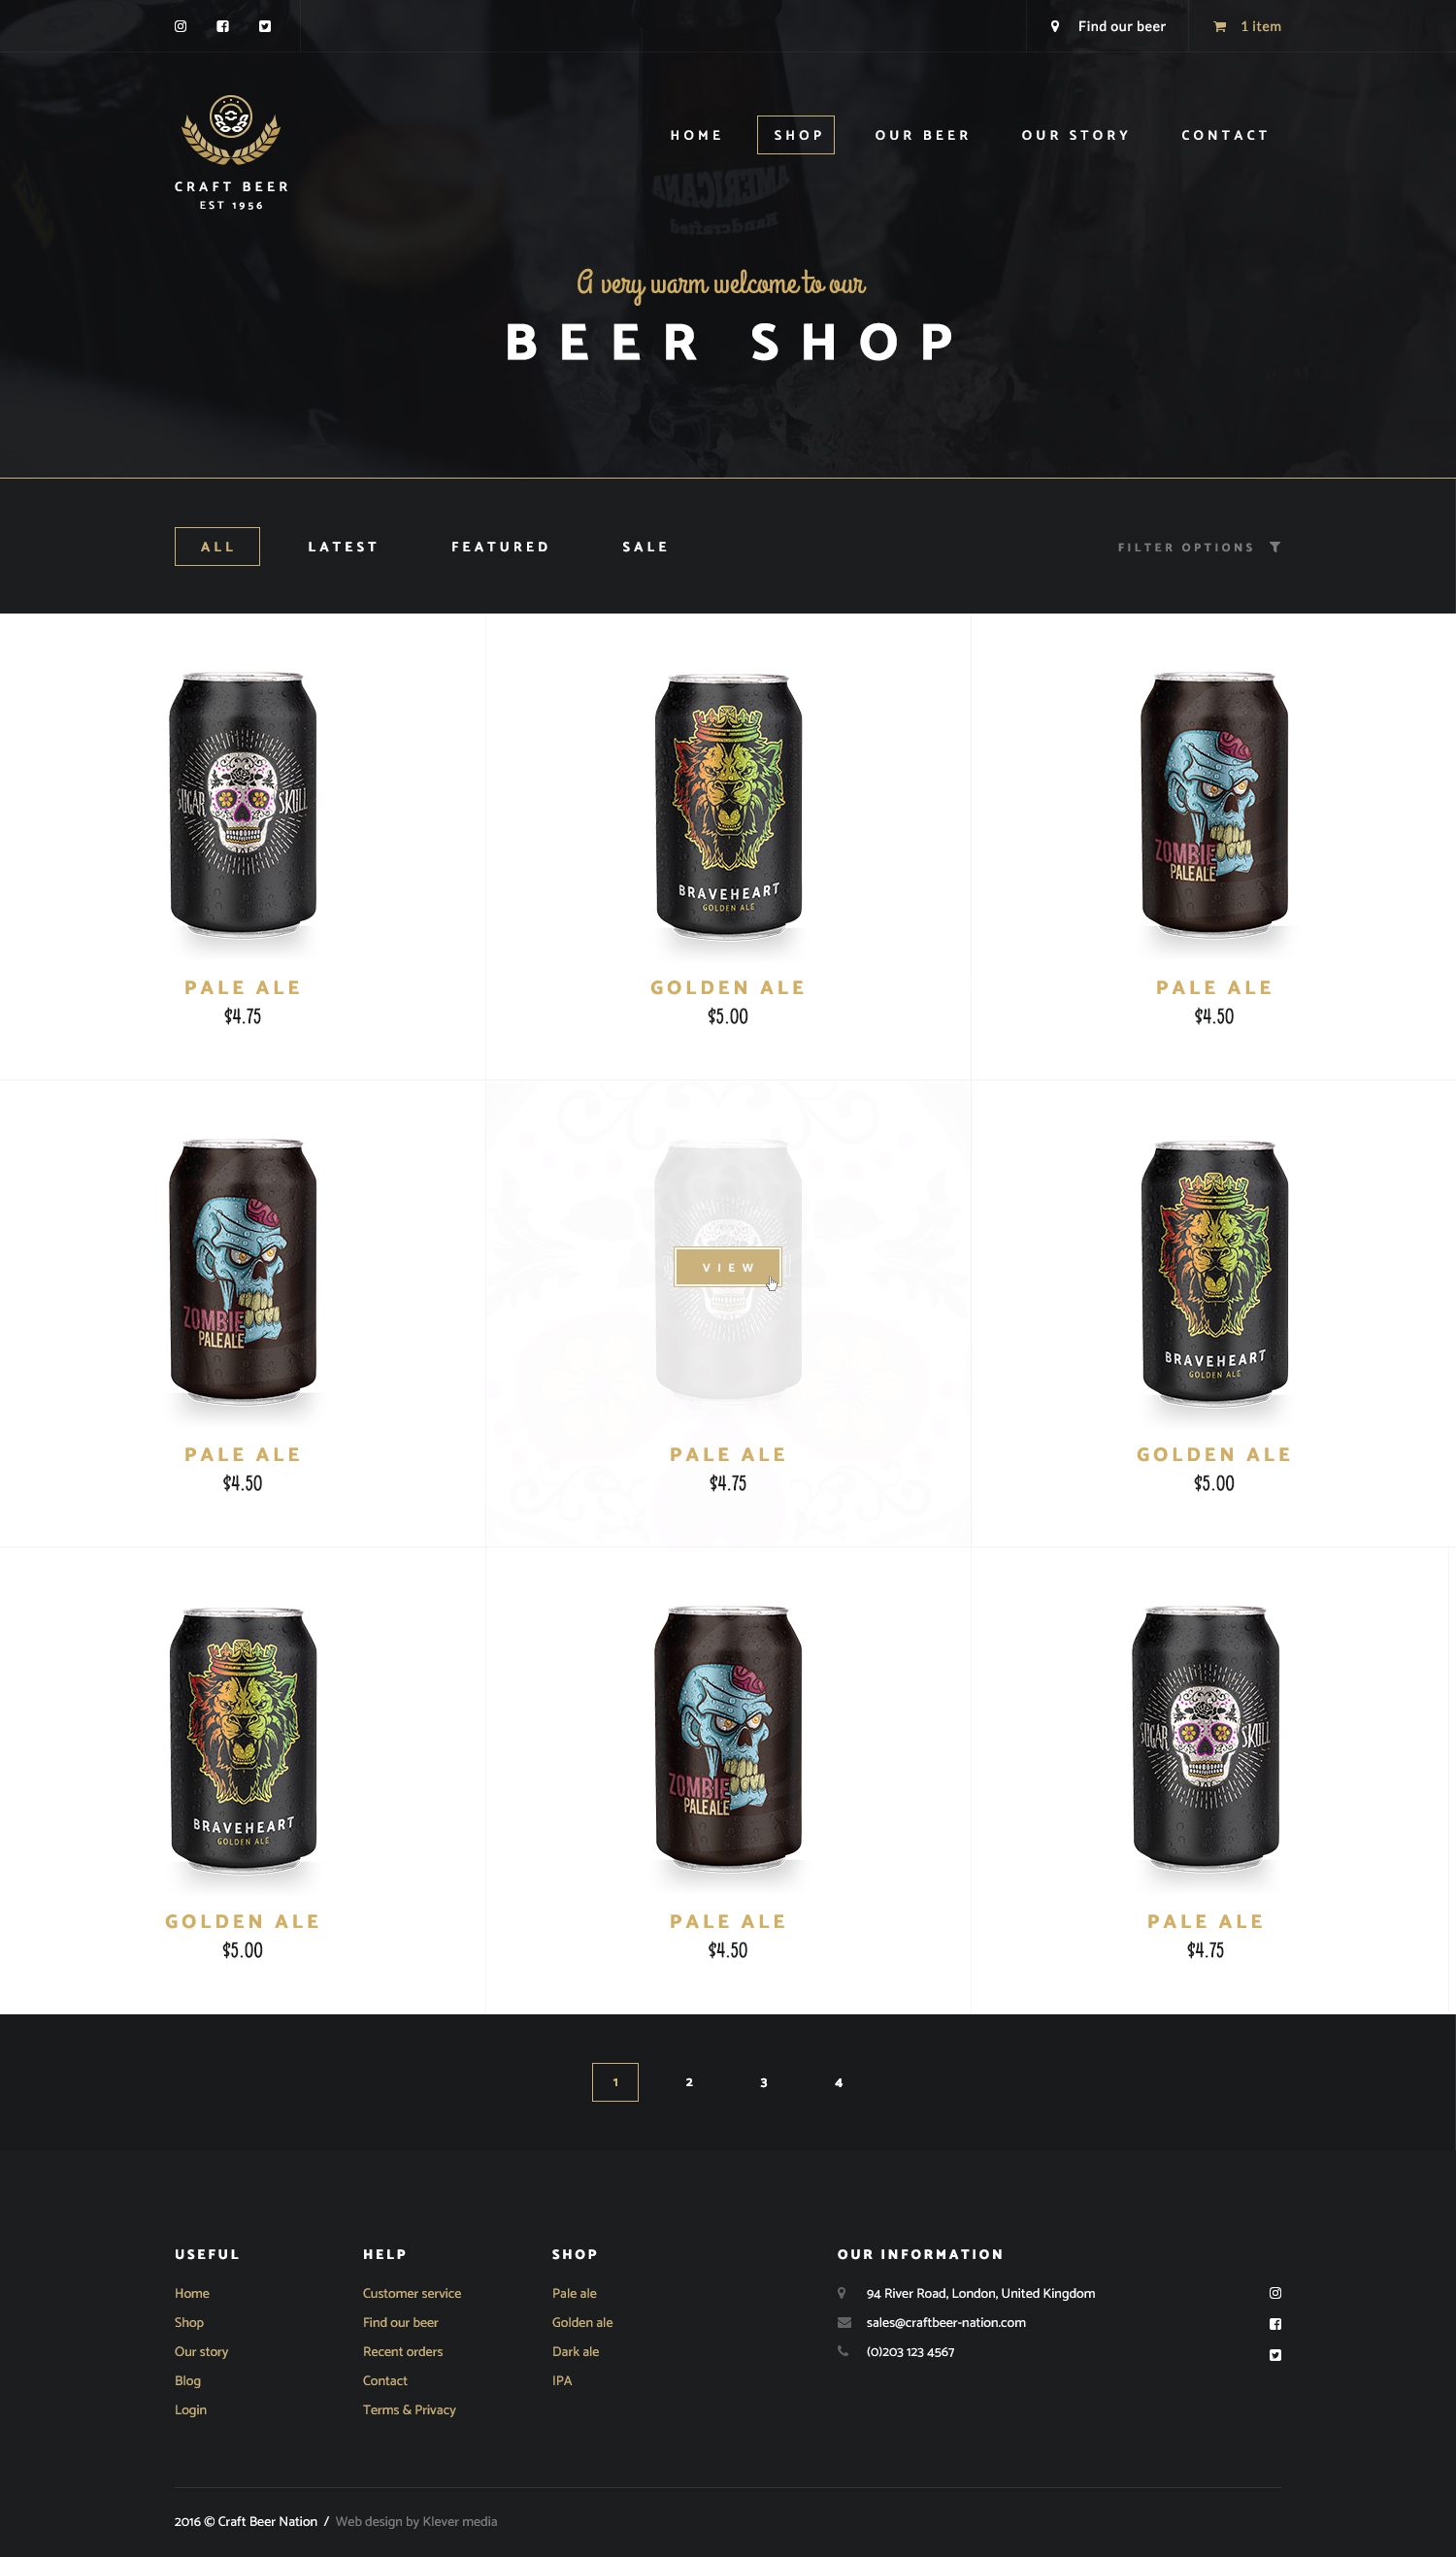 Find our beer 1 item
HOME SHOP OUR BEER OUR STORY CONTACT
CRAFT BEER
EST 1956
AMERICANA
Handcrafted
A very warm welcome to our
BEER SHOP
ALL LATEST FEATURED SALE FILTER OPTIONS
SUGAR SKULL
BRAVEHEART
GOLDEN ALE
ZOMBIE
PALE ALE
PALE ALE
$4.75
GOLDEN ALE
$5.00
PALE ALE
$4.50
ZOMBIE
PALE ALE
VIEW
BRAVEHEART
GOLDEN ALE
PALE ALE
$4.50
PALE ALE
$4.75
GOLDEN ALE
$5.00
BRAVEHEART
GOLDEN ALE
ZOMBIE
PALE ALE
SUGAR SKULL
GOLDEN ALE
$5.00
PALE ALE
$4.50
PALE ALE
$4.75
1 2 3 4
USEFUL
Home
Shop
Our story
Blog
Login
HELP
Customer service
Find our beer
Recent orders
Contact
Terms & Privacy
SHOP
Pale ale
Golden ale
Dark ale
IPA
OUR INFORMATION
94 River Road, London, United Kingdom
sales@craftbeer-nation.com
(0)203 123 4567
2016 © Craft Beer Nation / Web design by Klever media